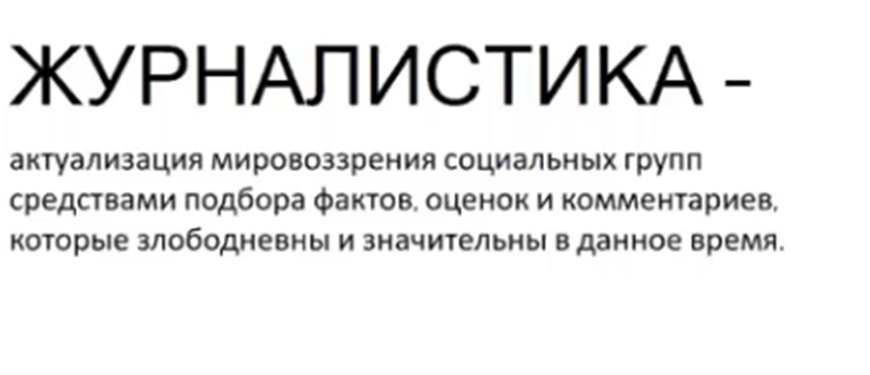 ЖУРНАЛИСТИКА -
актуализация мировоззрения социальных групп
средствами подбора фактов, оценок и комментариев,
которые злободневны и значительны в данное время.